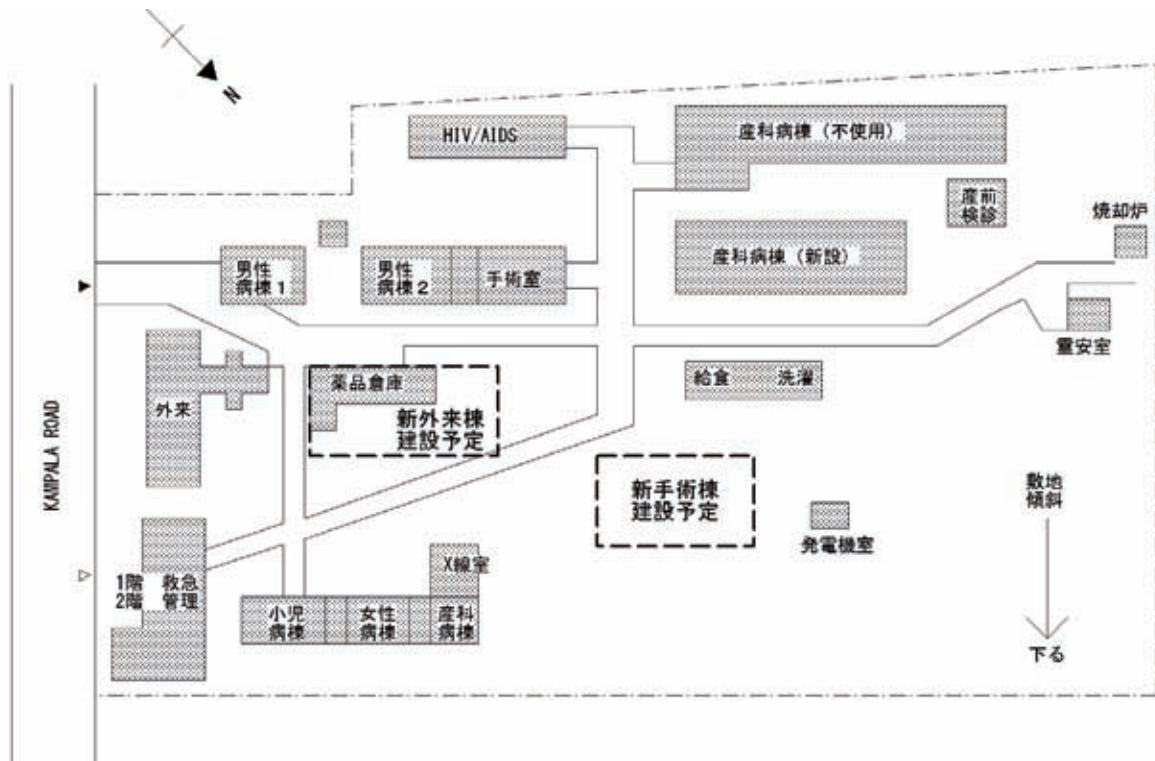 N
HIV/AIDS
産科病棟（不使用）
産前
検診
焼却炉
男性
病棟１
男性
病棟２
手術室
産科病棟（新設）
霊安室
外来
薬品倉庫
新外来棟
建設予定
給食　洗濯
KAMPALA ROAD
新手術棟
建設予定
発電機室
敷地
傾斜
下る
1階　救急
2階　管理
X線室
小児
病棟
女性
病棟
産科
病棟